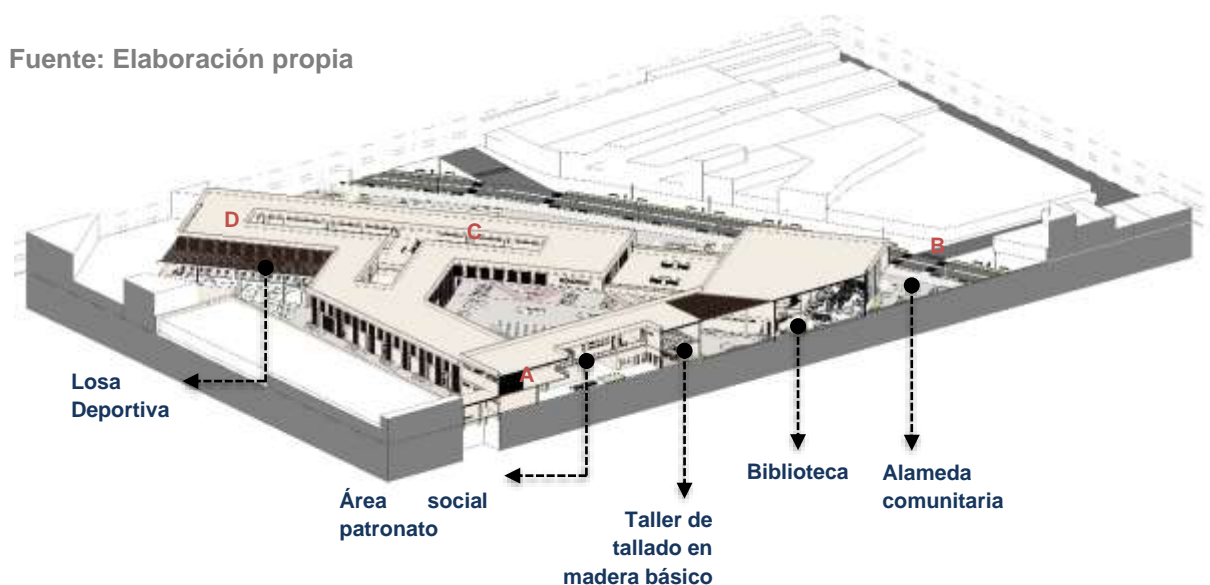 Fuente: Elaboración propia
D
C
B
A
Losa
Deportiva
Área social
patronato
Taller de
tallado en
madera básico
Biblioteca
Alameda
comunitaria